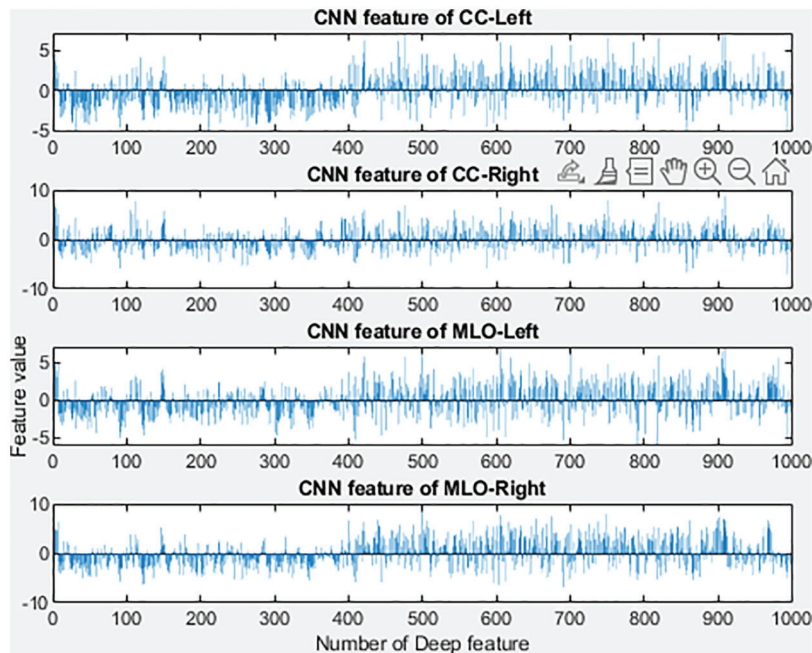 CNN feature of CC-Left
5
0
-5
0 100 200 300 400 500 600 700 800 900 1000
CNN feature of CC-Right
10
0
-10
0 100 200 300 400 500 600 700 800 900 1000
CNN feature of MLO-Left
5
0
-5
0 100 200 300 400 500 600 700 800 900 1000
Feature value
CNN feature of MLO-Right
10
0
-10
0 100 200 300 400 500 600 700 800 900 1000
Number of Deep feature